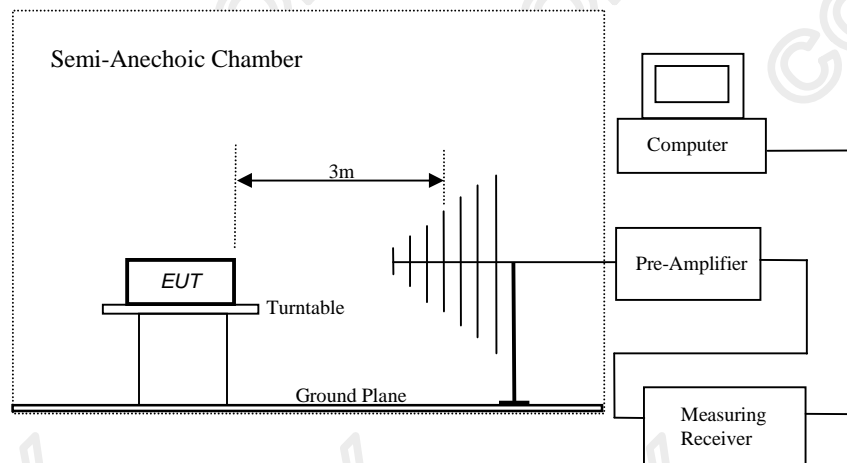 Semi-Anechoic Chamber
3m
EUT
Turntable
Ground Plane
Computer
Pre-Amplifier
Measuring
Receiver